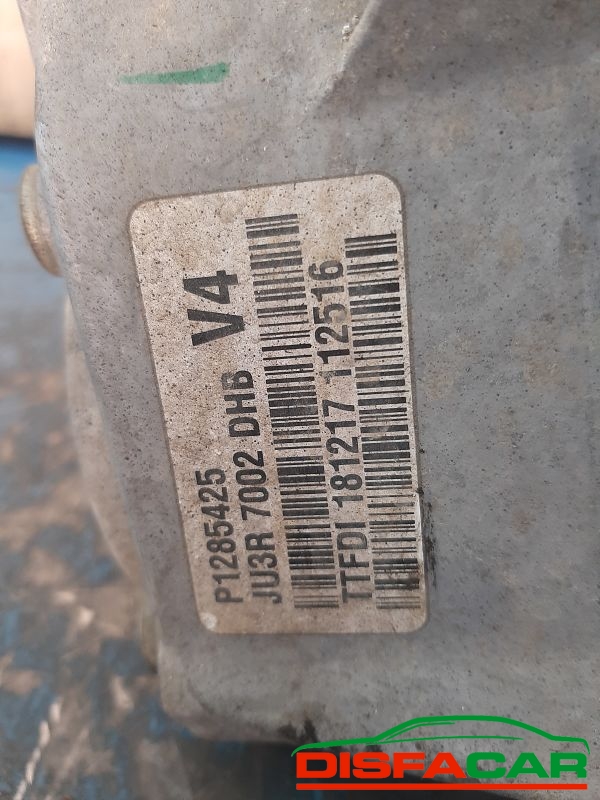 P1285425
V4
JU3R 7002 DHB
TTFDI 181217 112516
DISFACAR